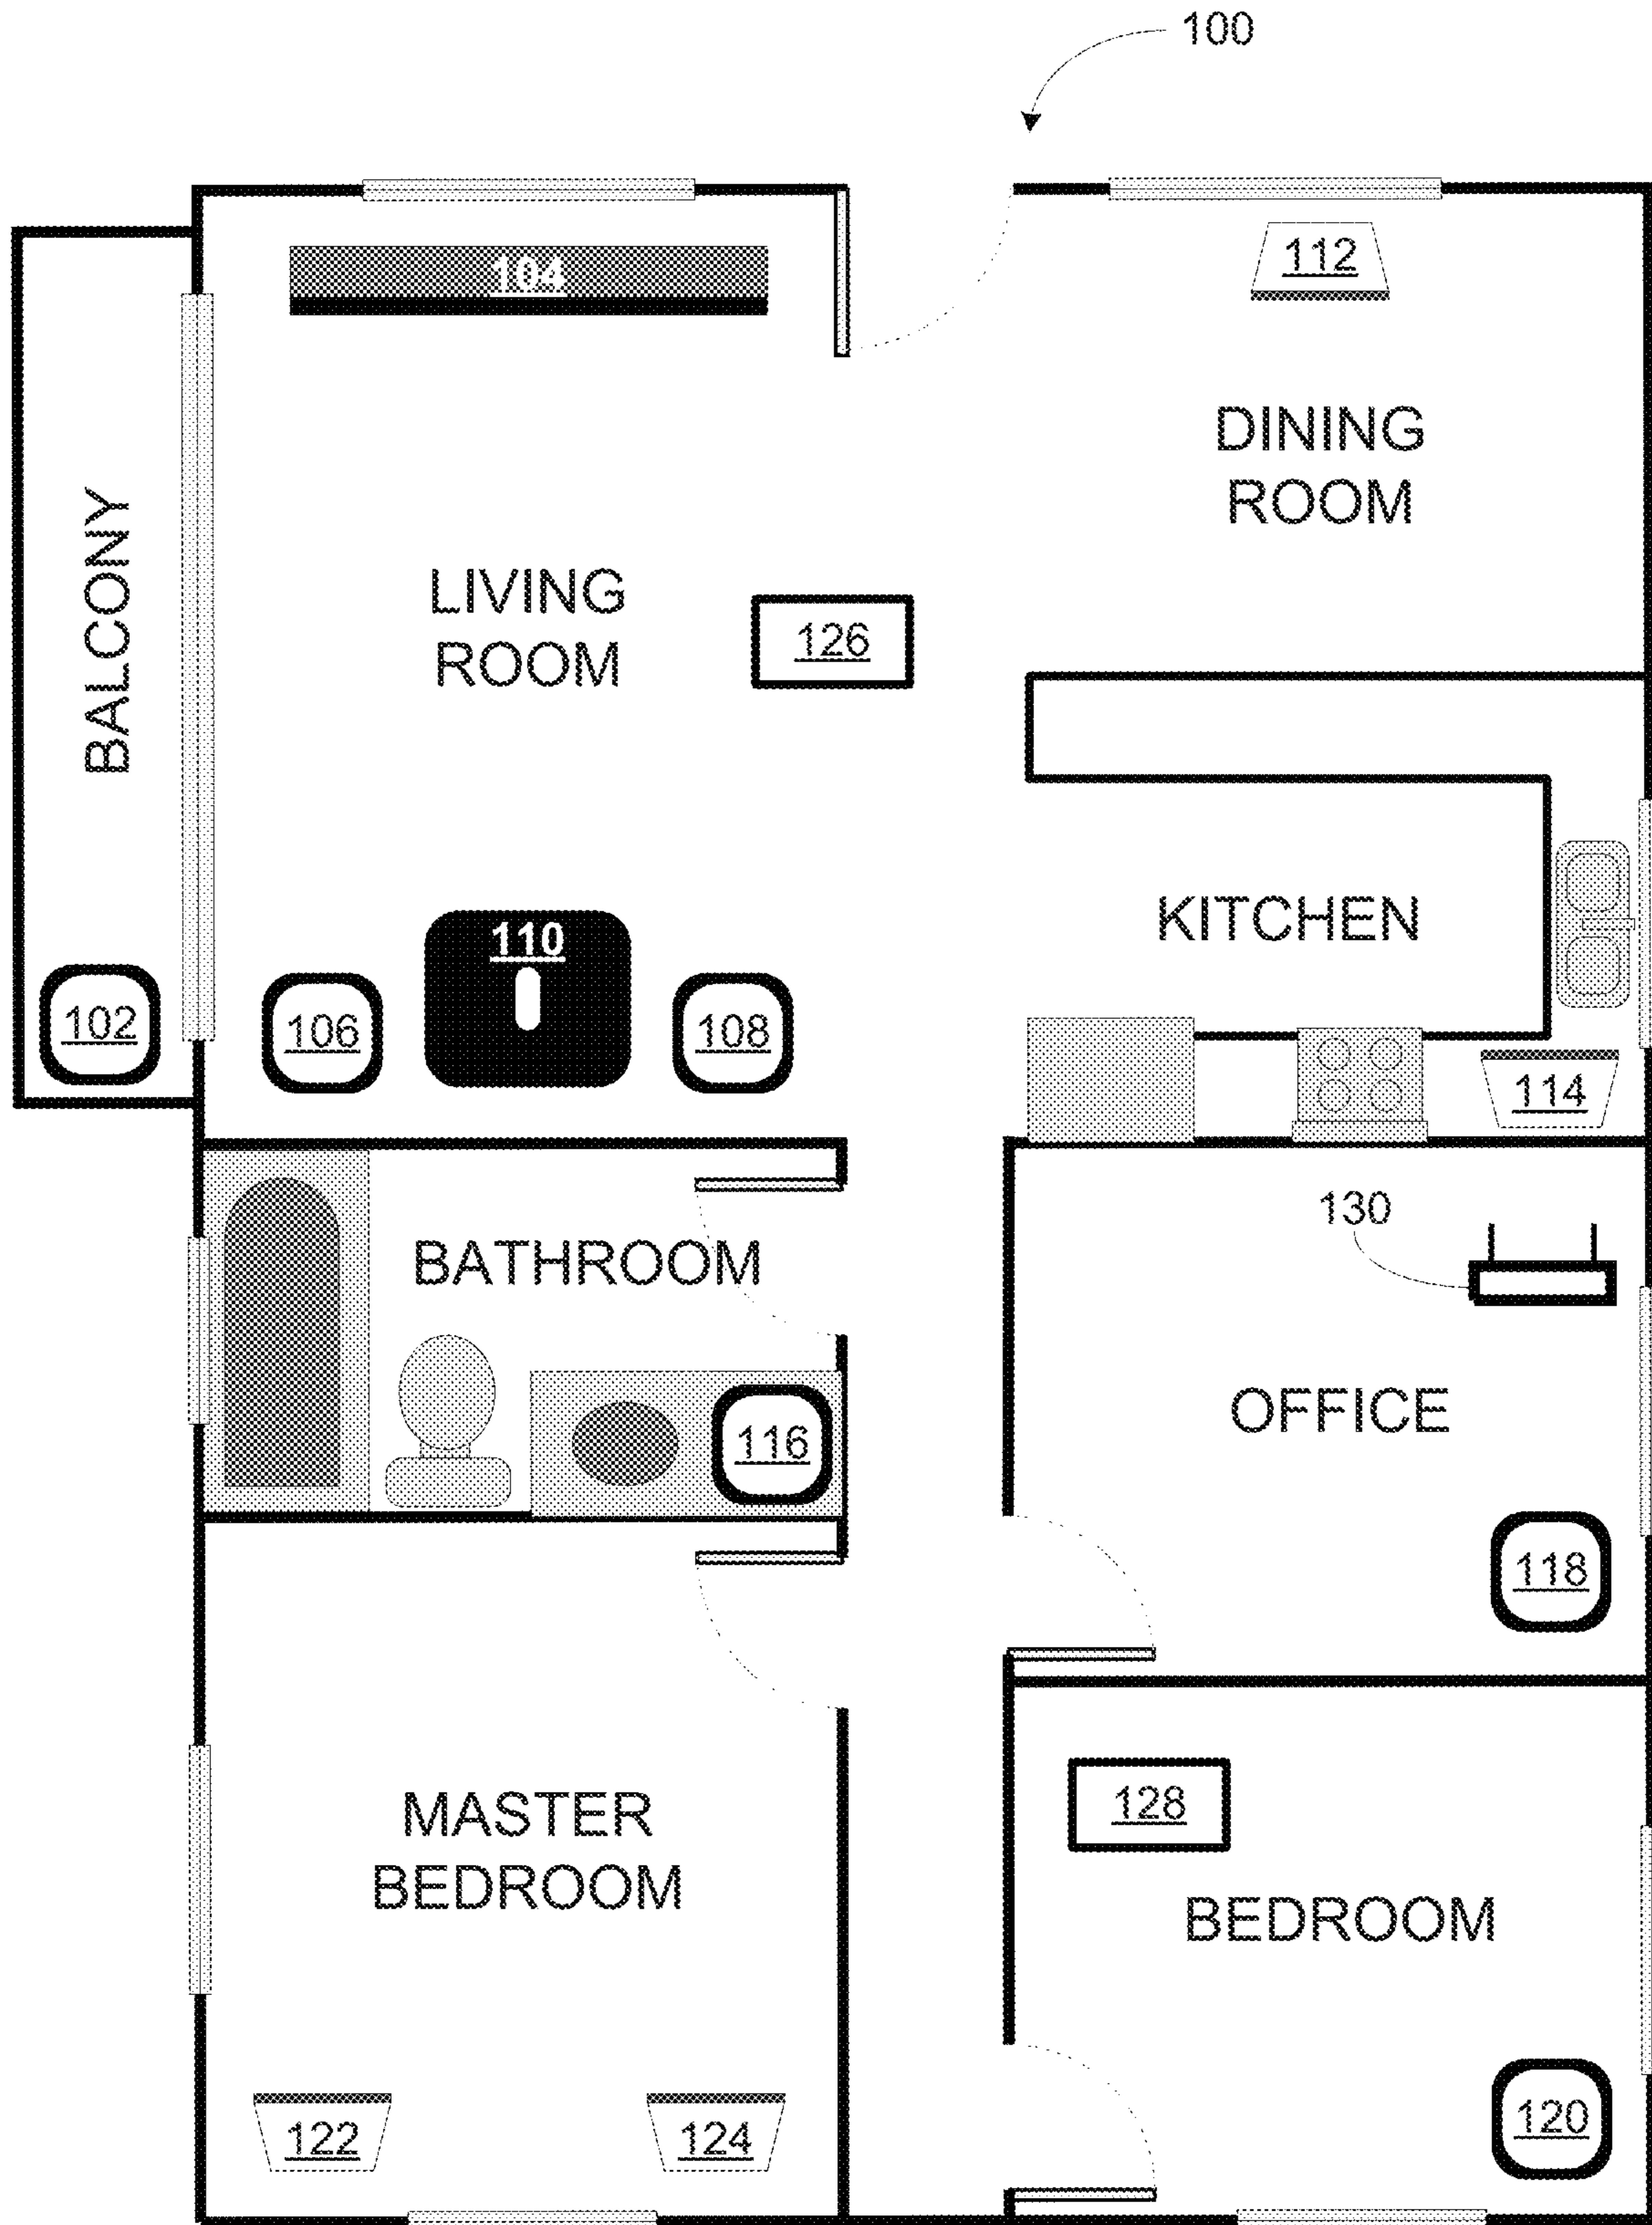 100
104
112
DINING
ROOM
BALCONY
LIVING
ROOM
126
KITCHEN
110
102
106
108
114
130
BATHROOM
OFFICE
116
118
MASTER
BEDROOM
128
BEDROOM
122
124
120